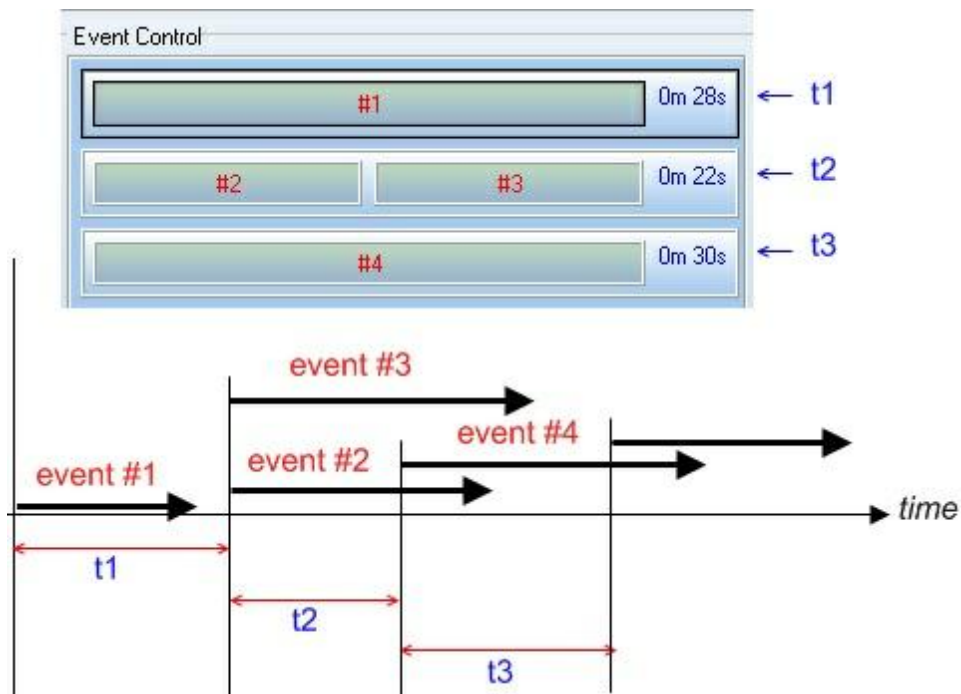 Event Control
#1 0m 28s ← t1
#2 #3 0m 22s ← t2
#4 0m 30s ← t3
event #3
event #4
event #2
event #1
time
t1
t2
t3